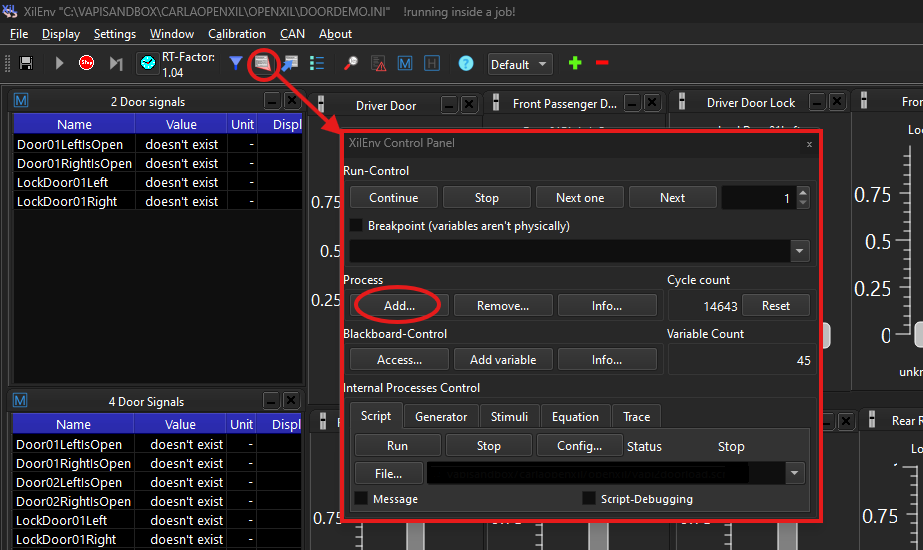 XilEnv "C:\VAPISANDBOX\CARLAOPENXIL\OPENXIL\DOORDEMO.INI" !running inside a job!
File Display Settings Window Calibration CAN About
RT-Factor:
1.04
Default
2 Door signals
Name Value Unit Displ
Door01LeftIsOpen doesn't exist -
Door01RightIsOpen doesn't exist -
LockDoor01Left doesn't exist -
LockDoor01Right doesn't exist -
4 Door Signals
Name Value Unit Displ
Door01LeftIsOpen doesn't exist -
Door01RightIsOpen doesn't exist -
Door02LeftIsOpen doesn't exist -
Door02RightIsOpen doesn't exist -
LockDoor01Left doesn't exist -
LockDoor01Right doesn't exist -
Driver Door
0.75
0.5
0.25
0.75
Front Passenger D...
Driver Door Lock
XilEnv Control Panel x
Run-Control
Continue Stop Next one Next 1
Breakpoint (variables aren't physically)
Process Cycle count
Add... Remove... Info... 14643 Reset
Blackboard-Control Variable Count
Access... Add variable Info... 45
Internal Processes Control
Script Generator Stimuli Equation Trace
Run Stop Config... Status Stop
File...
Message Script-Debugging
Fron
Lo
0.75
0.5
0.25
0
unkn
Rear R
Lo
0.75